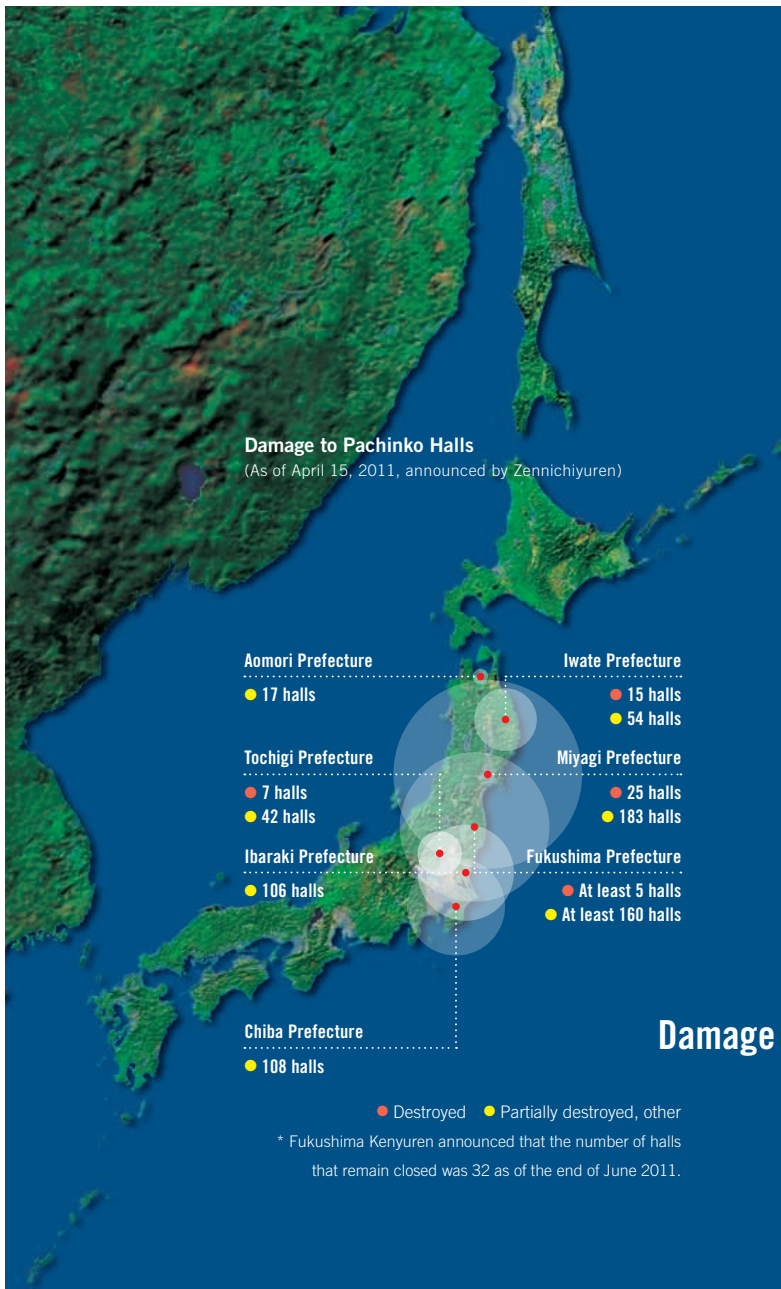 Damage to Pachinko Halls
(As of April 15, 2011, announced by Zennichiyuren)
Aomori Prefecture
17 halls
Iwate Prefecture
15 halls
54 halls
Tochigi Prefecture
7 halls
42 halls
Miyagi Prefecture
25 halls
183 halls
Ibaraki Prefecture
106 halls
Fukushima Prefecture
At least 5 halls
At least 160 halls
Chiba Prefecture
108 halls
Damage
Destroyed Partially destroyed, other
* Fukushima Kenyuren announced that the number of halls
that remain closed was 32 as of the end of June 2011.